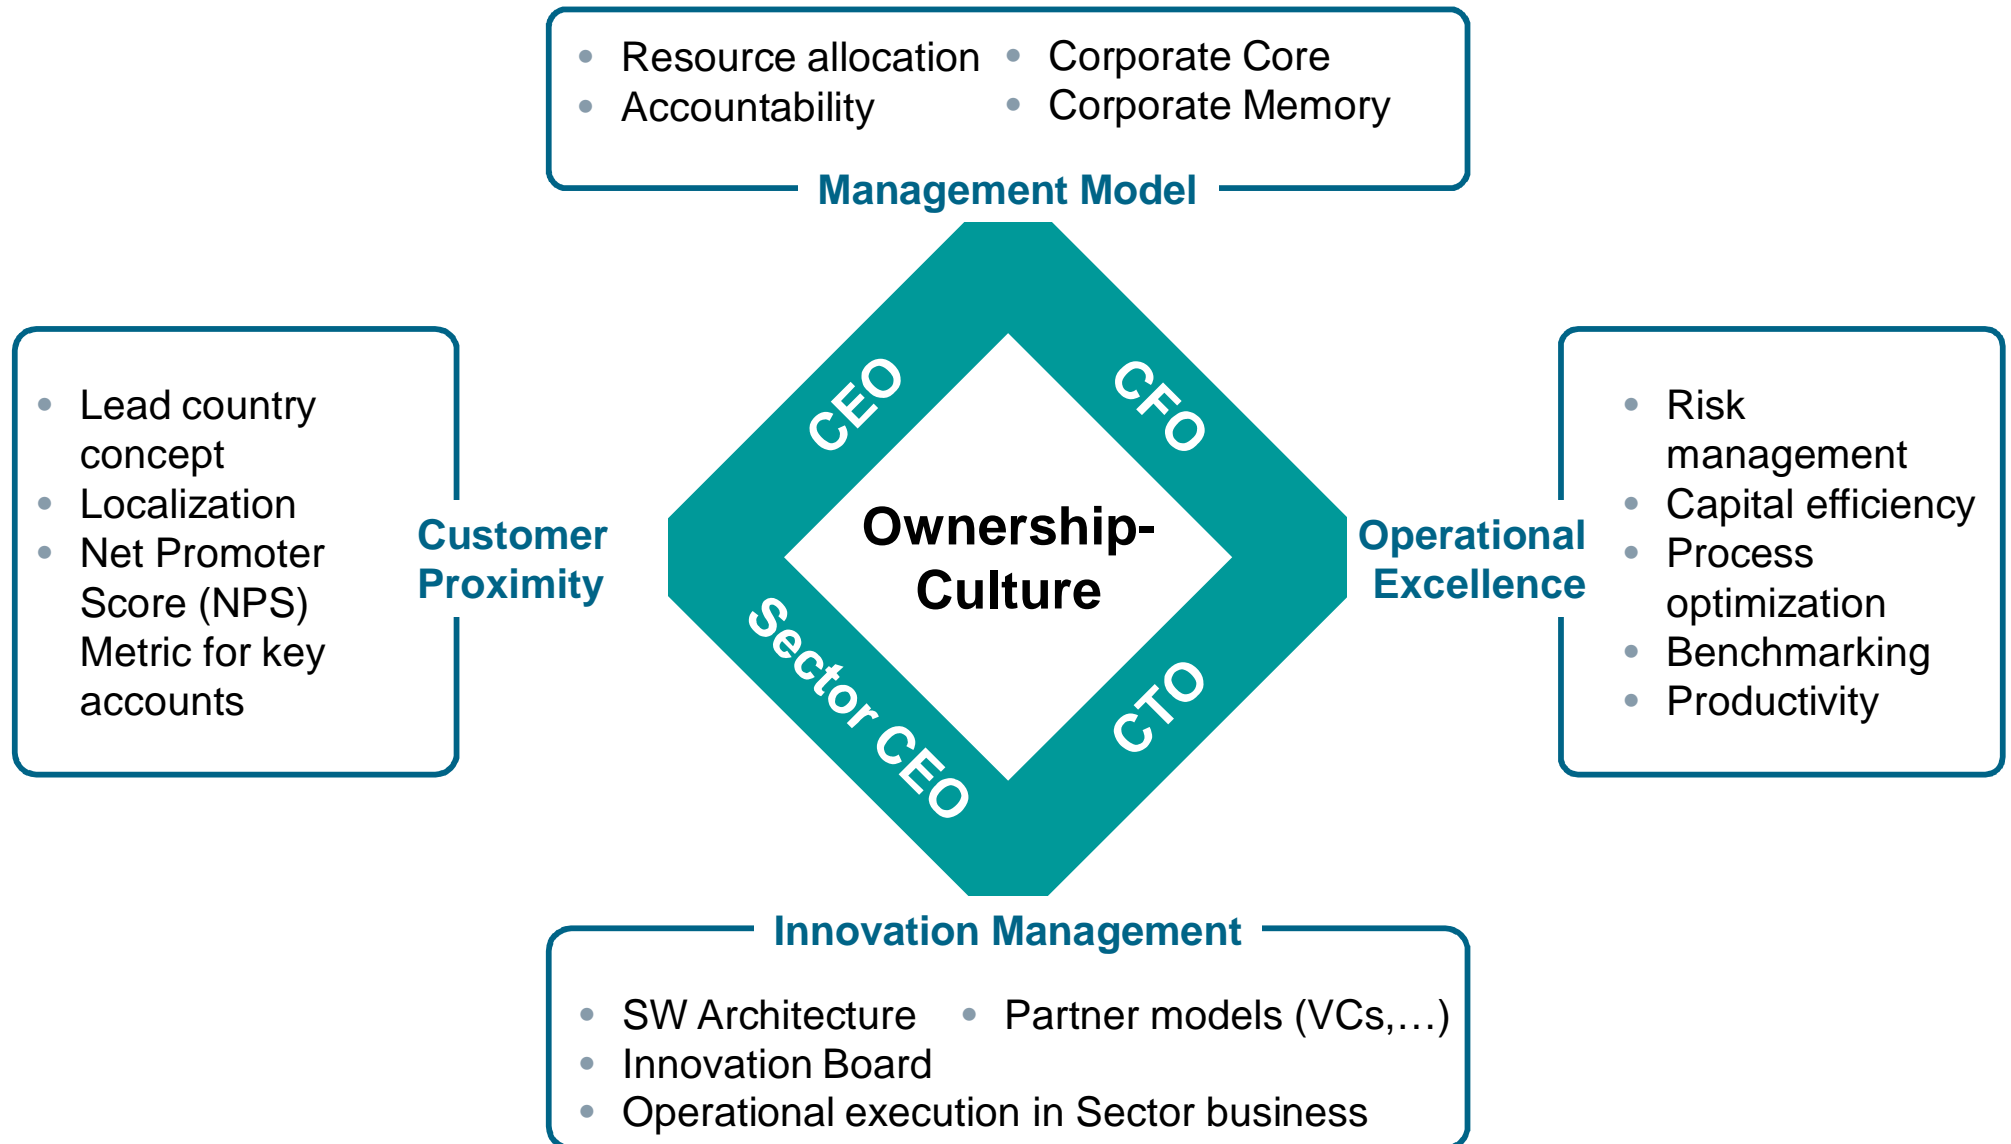 • Resource allocation • Corporate Core
• Accountability • Corporate Memory
Management Model
• Lead country
concept
• Localization
• Net Promoter
Score (NPS)
Metric for key
accounts
Customer
Proximity
CEO
CFO
Ownership-
Culture
Sector CEO
CTO
Operational
Excellence
• Risk
management
• Capital efficiency
• Process
optimization
• Benchmarking
• Productivity
Innovation Management
• SW Architecture • Partner models (VCs,…)
• Innovation Board
• Operational execution in Sector business